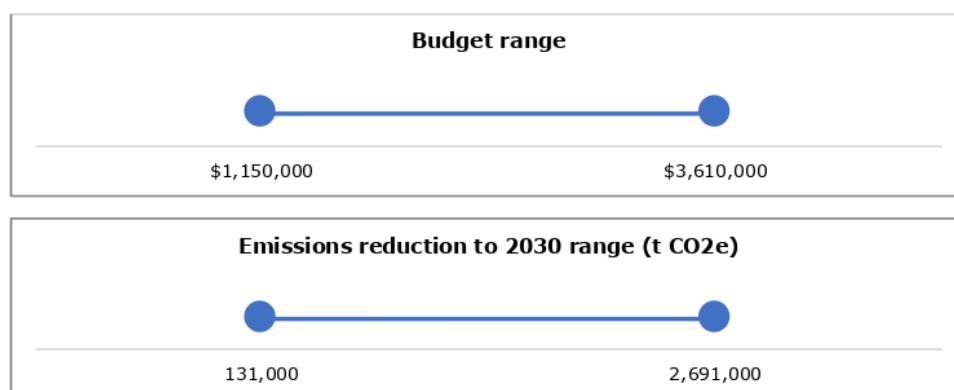 Budget range
$1,150,000 $3,610,000
Emissions reduction to 2030 range (t CO2e)
131,000 2,691,000